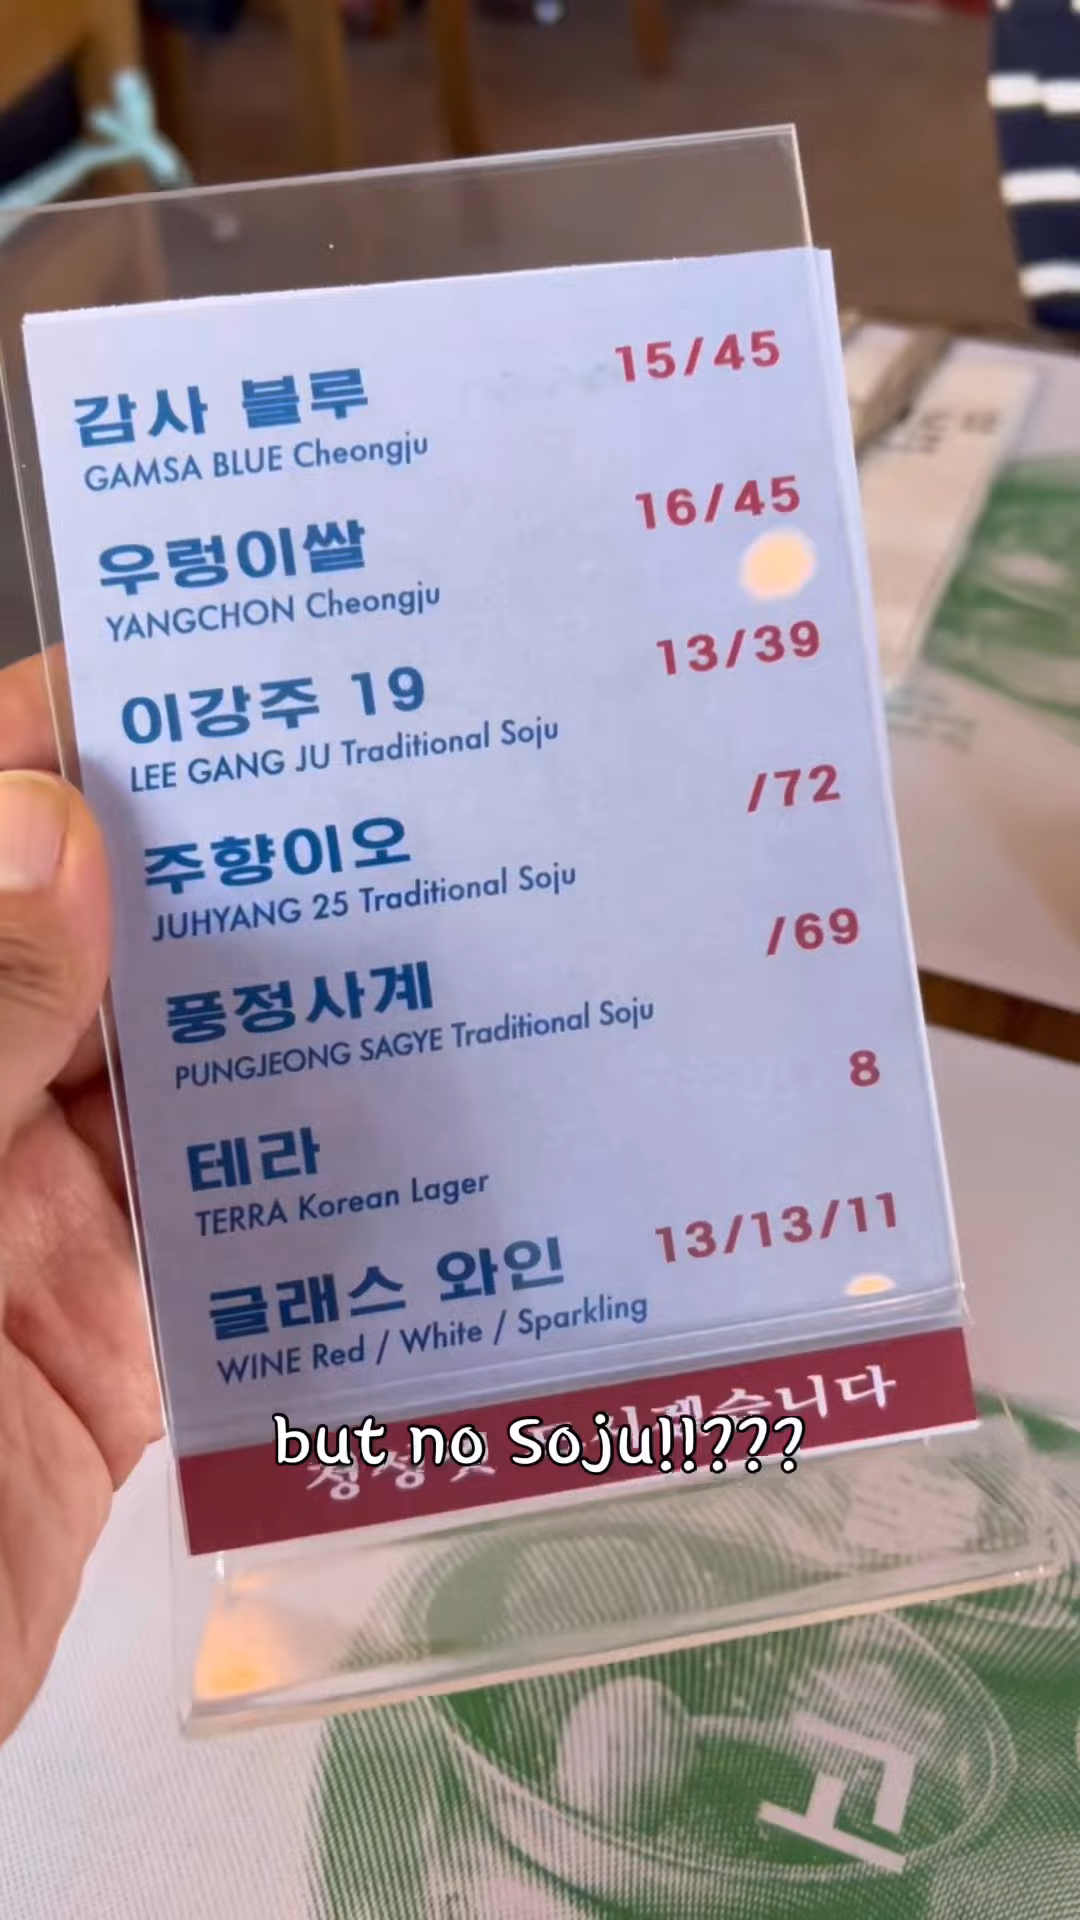 감사 블루 15/45
GAMSA BLUE Cheongju
우렁이쌀 16/45
YANGCHON Cheongju
이강주 19 13/39
LEE GANG JU Traditional Soju
주향이오 /72
JUHYANG 25 Traditional Soju
풍정사계 /69
PUNGJEONG SAGYE Traditional Soju
테라 8
TERRA Korean Lager
글래스 와인 13/13/11
WINE Red / White / Sparkling
but no Soju!!???
고